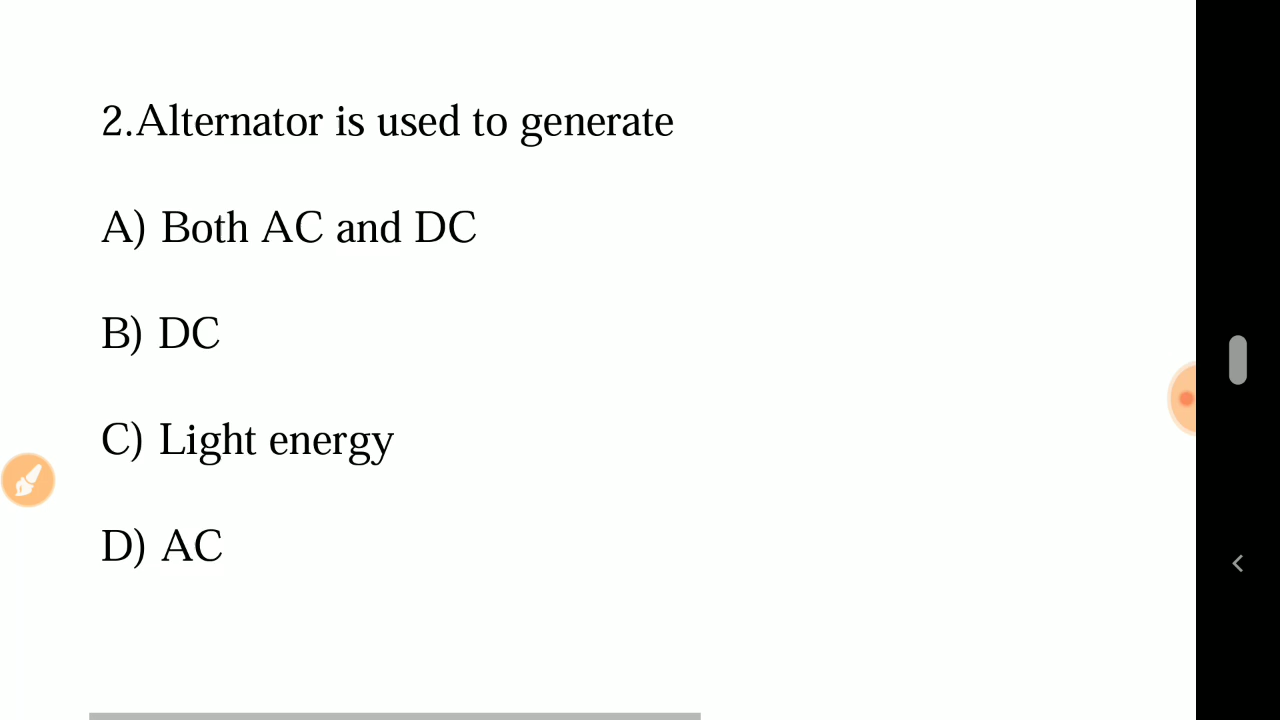 2.Alternator is used to generate
A) Both AC and DC
B) DC
C) Light energy
D) AC